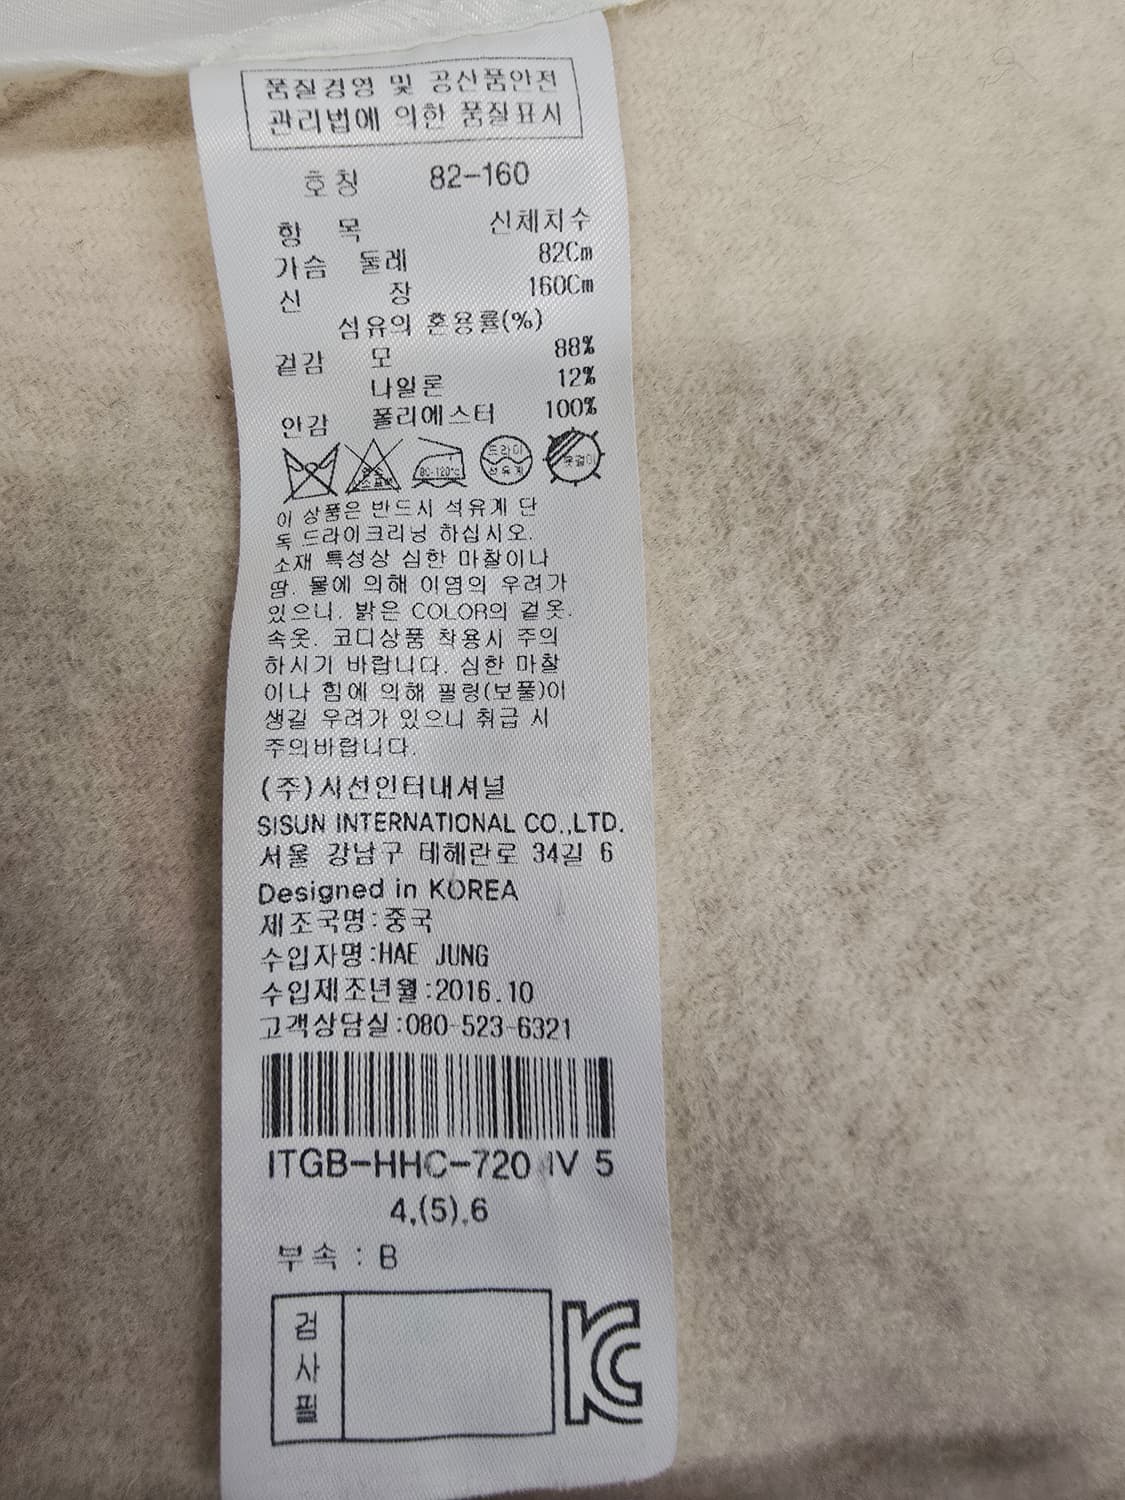 품질경영 및 공산품안전
관리법에 의한 품질표시
호칭 82-160
항 목 신체치수
가슴 둘레 82Cm
신 장 160Cm
섬유의 혼용률(%)
겉감 모 88%
나일론 12%
안감 폴리에스터 100%
80-120°C 드라이 석유계 옷걸이
이 상품은 반드시 석유계 단
독 드라이크리닝 하십시오.
소재 특성상 심한 마찰이나
땀. 물에 의해 이염의 우려가
있으니. 밝은 COLOR의 겉옷.
속옷. 코디상품 착용시 주의
하시기 바랍니다. 심한 마찰
이나 힘에 의해 필링(보풀)이
생길 우려가 있으니 취급 시
주의바랍니다.
(주)시선인터내셔널
SISUN INTERNATIONAL CO.,LTD.
서울 강남구 테헤란로 34길 6
Designed in KOREA
제조국명:중국
수입자명:HAE JUNG
수입제조년월:2016.10
고객상담실:080-523-6321
ITGB-HHC-720 IV 5
4,(5),6
부속 : B
검사필
KC